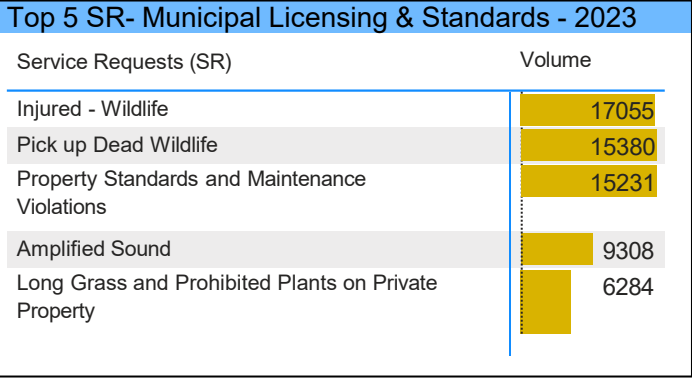 Top 5 SR- Municipal Licensing & Standards - 2023
Service Requests (SR) Volume
Injured - Wildlife 17055
Pick up Dead Wildlife 15380
Property Standards and Maintenance 15231
Violations
Amplified Sound 9308
Long Grass and Prohibited Plants on Private 6284
Property